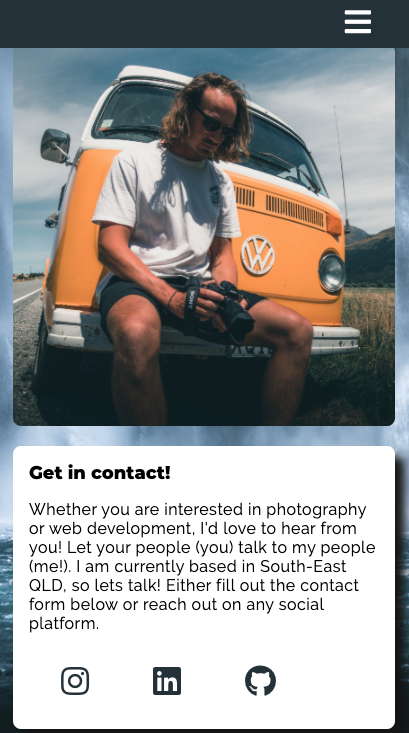 Get in contact!
Whether you are interested in photography
or web development, I'd love to hear from
you! Let your people (you) talk to my people
(me!). I am currently based in South-East
QLD, so lets talk! Either fill out the contact
form below or reach out on any social
platform.
in